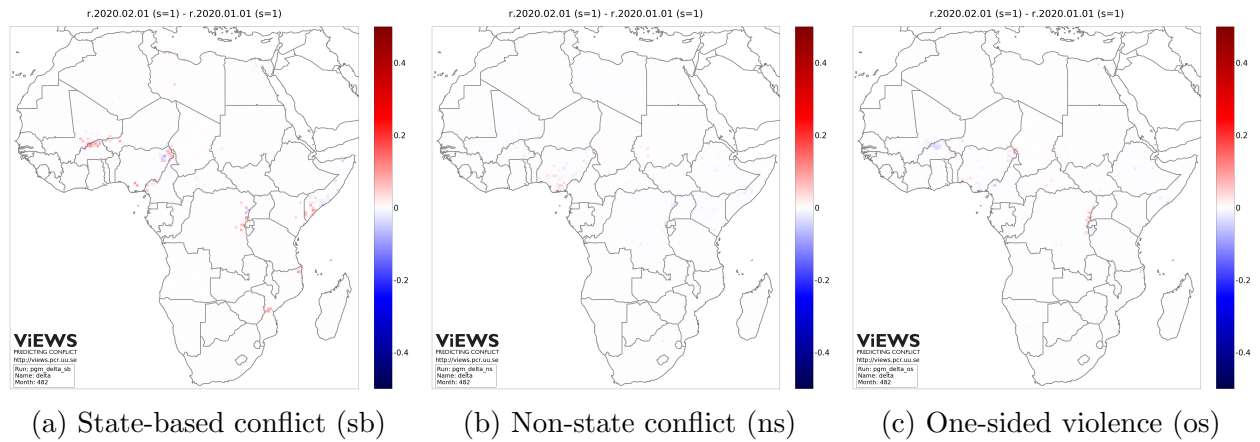 r.2020.02.01 (s=1) - r.2020.01.01 (s=1)
0.4
0.2
0
-0.2
-0.4
ViEWS
PREDICTING CONFLICT
http://views.pcr.uu.se
Run: pgm_delta_sb
Name: delta
Month: 482
(a) State-based conflict (sb)
r.2020.02.01 (s=1) - r.2020.01.01 (s=1)
0.4
0.2
0
-0.2
-0.4
ViEWS
PREDICTING CONFLICT
http://views.pcr.uu.se
Run: pgm_delta_ns
Name: delta
Month: 482
(b) Non-state conflict (ns)
r.2020.02.01 (s=1) - r.2020.01.01 (s=1)
0.4
0.2
0
-0.2
-0.4
ViEWS
PREDICTING CONFLICT
http://views.pcr.uu.se
Run: pgm_delta_os
Name: delta
Month: 482
(c) One-sided violence (os)